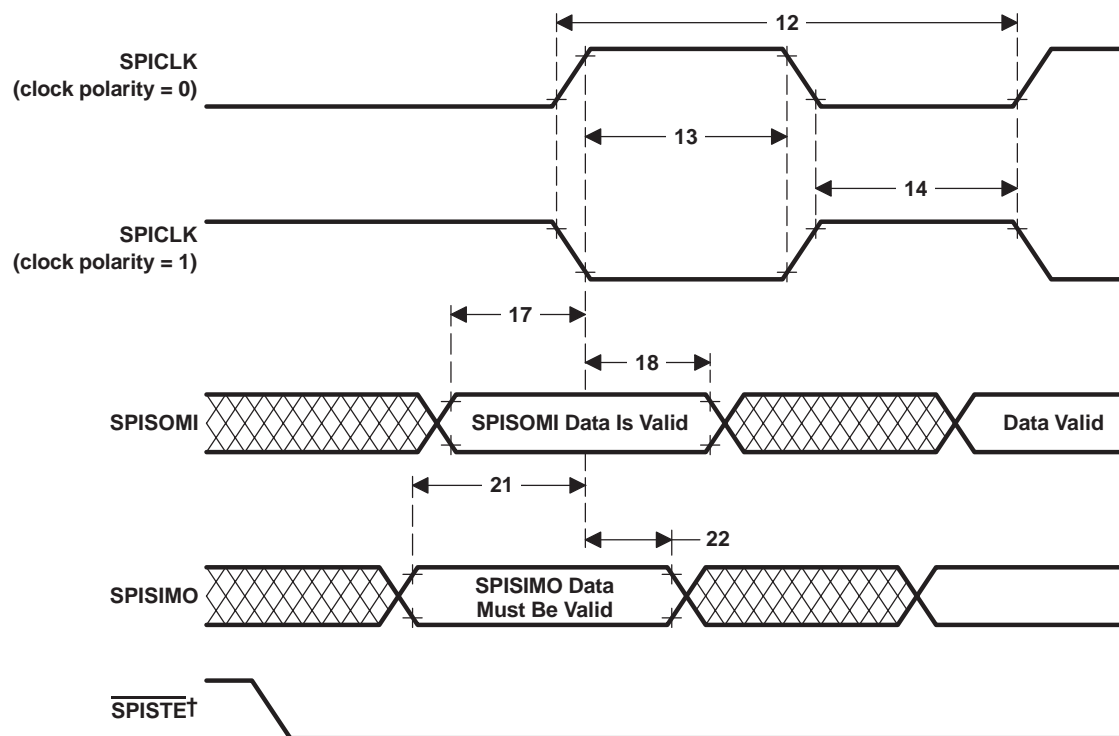 12
SPICLK
(clock polarity = 0)
13
14
SPICLK
(clock polarity = 1)
17
18
SPISOMI
SPISOMI Data Is Valid
Data Valid
21
22
SPISIMO
SPISIMO Data
Must Be Valid
SPISTE†